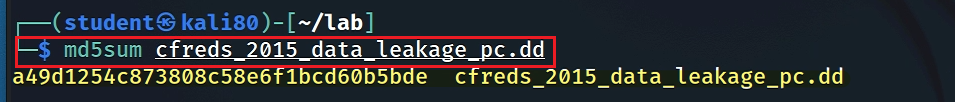 ┌──(student㉿kali80)-[~/lab]
└─$ md5sum cfreds_2015_data_leakage_pc.dd
a49d1254c873808c58e6f1bcd60b5bde  cfreds_2015_data_leakage_pc.dd